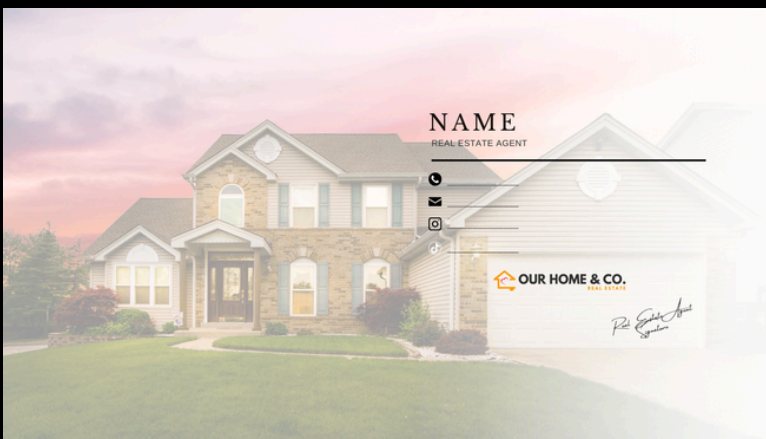 NAME
REAL ESTATE AGENT
OUR HOME & CO.
REAL ESTATE
Real Estate Agent
Signature